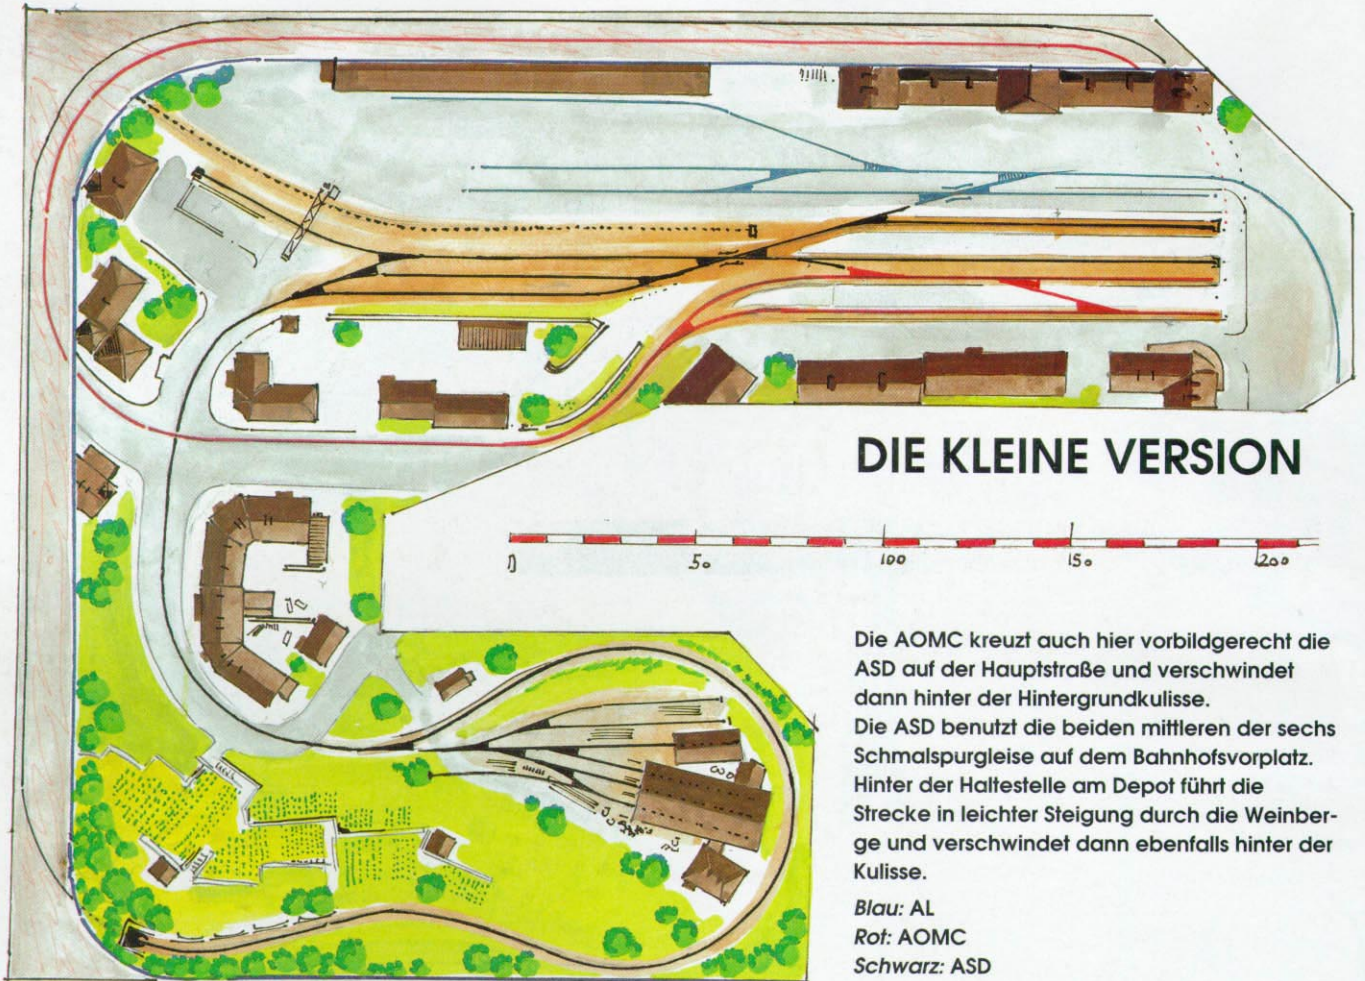 DIE KLEINE VERSION
0 50 100 150 200
Die AOMC kreuzt auch hier vorbildgerecht die
ASD auf der Hauptstraße und verschwindet
dann hinter der Hintergrundkulisse.
Die ASD benutzt die beiden mittleren der sechs
Schmalspurgleise auf dem Bahnhofsvorplatz.
Hinter der Haltestelle am Depot führt die
Strecke in leichter Steigung durch die Weinber-
ge und verschwindet dann ebenfalls hinter der
Kulisse.
Blau: AL
Rot: AOMC
Schwarz: ASD